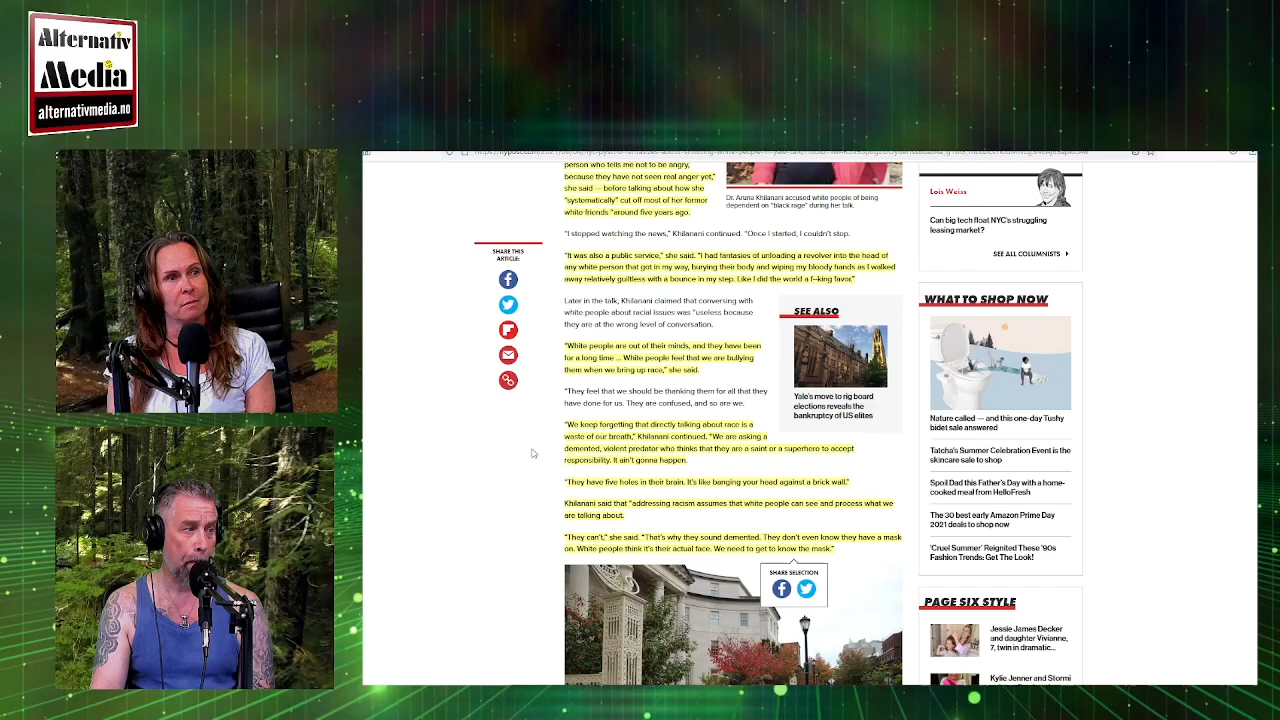 Alternativ
Media
alternativmedia.no
person who tells me not to be angry,
because they have not seen real anger yet,"
she said — before talking about how she
"systematically" cut off most of her former
white friends "around five years ago.
Dr. Aruna Khilanani accused white people of being
dependent on "black rage" during her talk.
"I stopped watching the news," Khilanani continued. "Once I started, I couldn't stop.
SHARE THIS
ARTICLE:
"It was also a public service," she said. "I had fantasies of unloading a revolver into the head of
any white person that got in my way, burying their body and wiping my bloody hands as I walked
away relatively guiltless with a bounce in my step. Like I did the world a f–king favor."
Later in the talk, Khilanani claimed that conversing with
white people about racial issues was "useless because
they are at the wrong level of conversation.
"White people are out of their minds, and they have been
for a long time … White people feel that we are bullying
them when we bring up race," she said.
"They feel that we should be thanking them for all that they
have done for us. They are confused, and so are we.
SEE ALSO
Yale's move to rig board
elections reveals the
bankruptcy of US elites
"We keep forgetting that directly talking about race is a
waste of our breath," Khilanani continued. "We are asking a
demented, violent predator who thinks that they are a saint or a superhero to accept
responsibility. It ain't gonna happen.
"They have five holes in their brain. It's like banging your head against a brick wall."
Khilanani said that "addressing racism assumes that white people can see and process what we
are talking about.
"They can't," she said. "That's why they sound demented. They don't even know they have a mask
on. White people think it's their actual face. We need to get to know the mask."
SHARE SELECTION
Lois Weiss
Can big tech float NYC's struggling
leasing market?
SEE ALL COLUMNISTS
WHAT TO SHOP NOW
Nature called — and this one-day Tushy
bidet sale answered
Tatcha's Summer Celebration Event is the
skincare sale to shop
Spoil Dad this Father's Day with a home-
cooked meal from HelloFresh
The 30 best early Amazon Prime Day
2021 deals to shop now
'Cruel Summer' Reignited These '90s
Fashion Trends: Get The Look!
PAGE SIX STYLE
Jessie James Decker
and daughter Vivianne,
7, twin in dramatic...
Kylie Jenner and Stormi